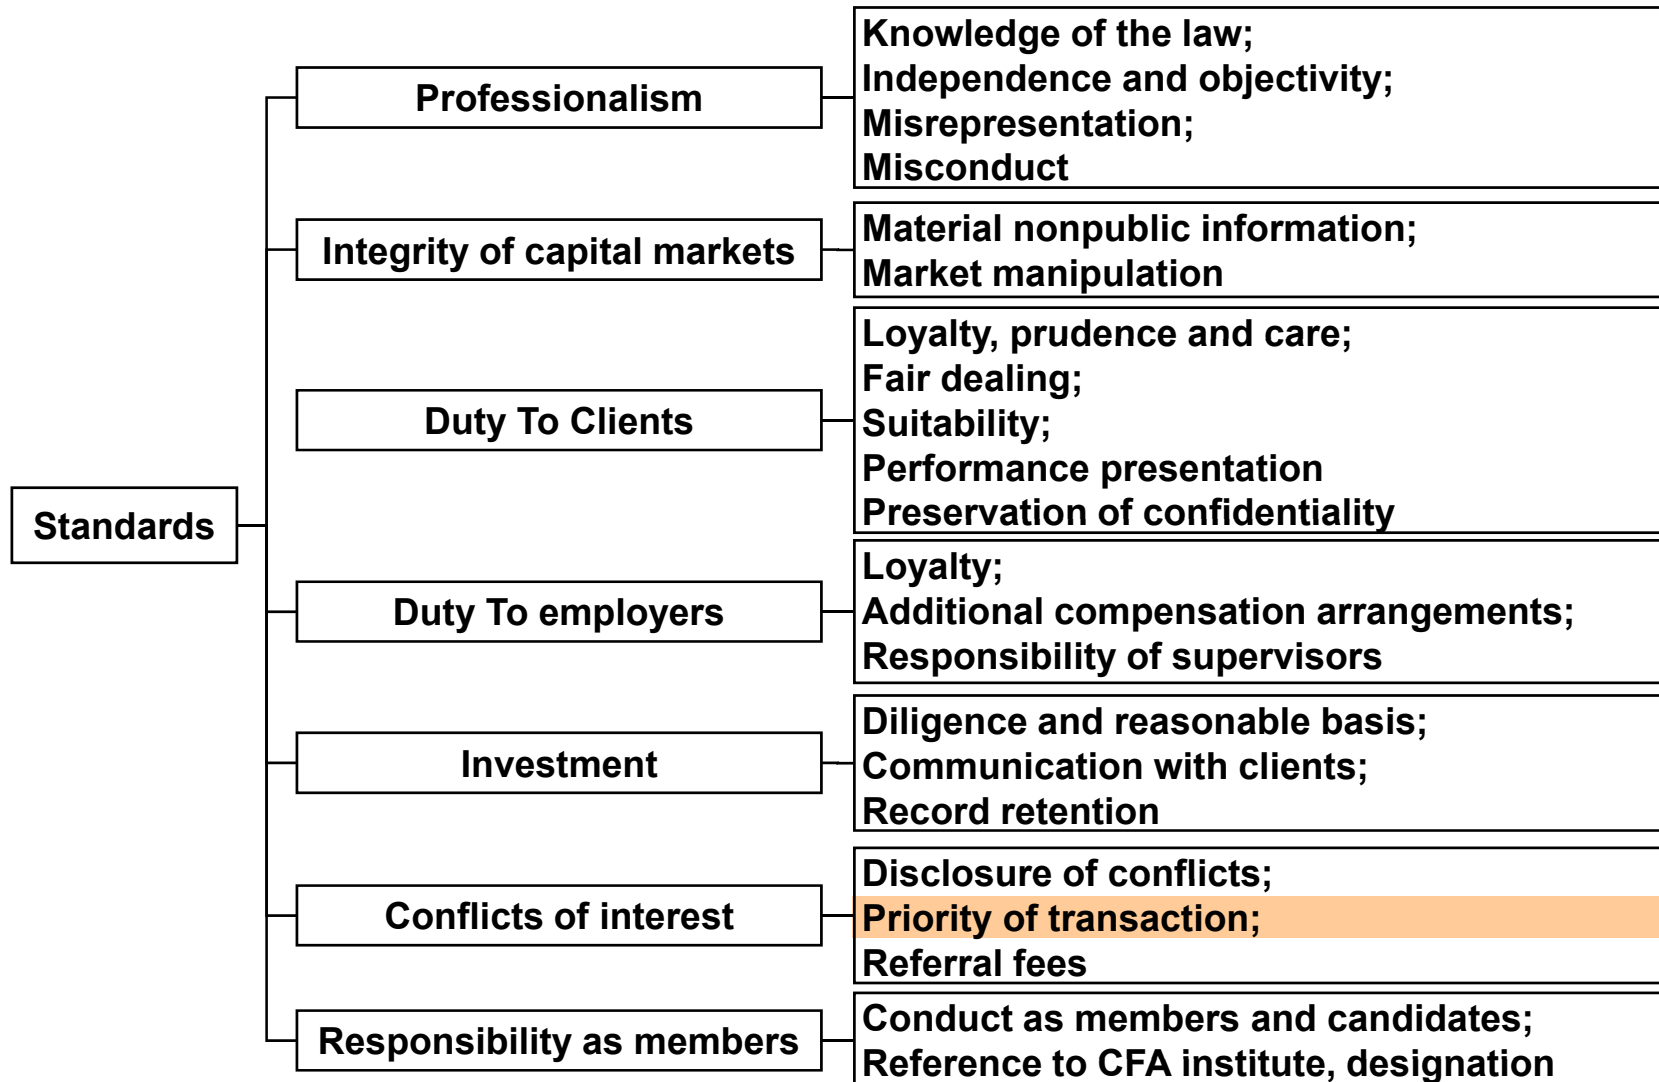 Standards
Professionalism
Knowledge of the law;
Independence and objectivity;
Misrepresentation;
Misconduct
Integrity of capital markets
Material nonpublic information;
Market manipulation
Duty To Clients
Loyalty, prudence and care;
Fair dealing;
Suitability;
Performance presentation
Preservation of confidentiality
Duty To employers
Loyalty;
Additional compensation arrangements;
Responsibility of supervisors
Investment
Diligence and reasonable basis;
Communication with clients;
Record retention
Conflicts of interest
Disclosure of conflicts;
Priority of transaction;
Referral fees
Responsibility as members
Conduct as members and candidates;
Reference to CFA institute, designation